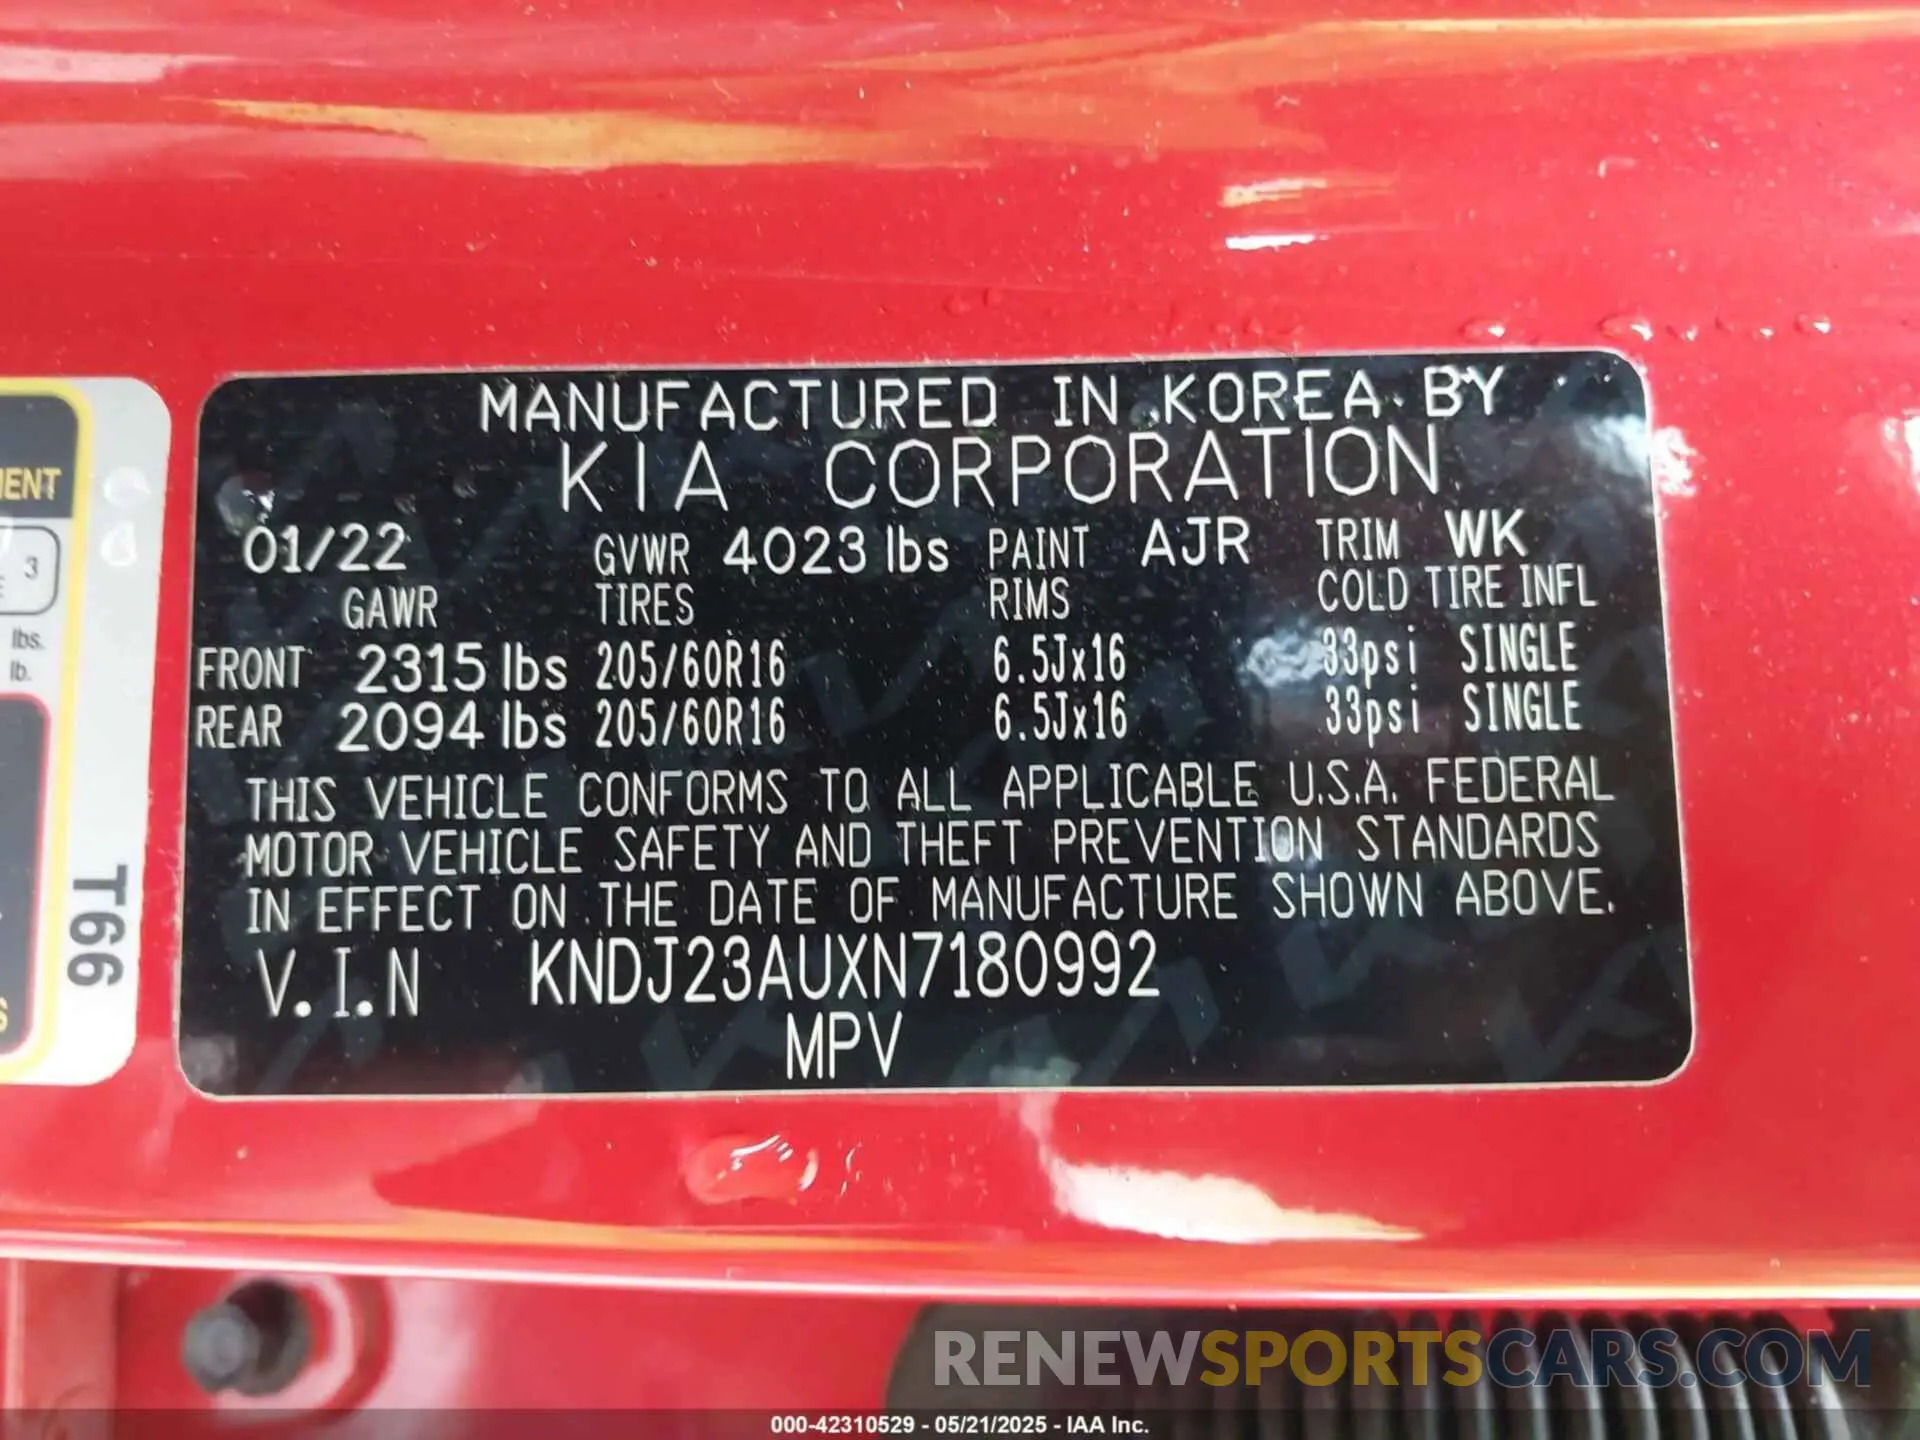 MANUFACTURED IN KOREA BY
KIA CORPORATION
01/22 GVWR 4023 lbs PAINT AJR TRIM WK
GAWR TIRES RIMS COLD TIRE INFL
FRONT 2315 lbs 205/60R16 6.5Jx16 33psi SINGLE
REAR 2094 lbs 205/60R16 6.5Jx16 33psi SINGLE
THIS VEHICLE CONFORMS TO ALL APPLICABLE U.S.A. FEDERAL
MOTOR VEHICLE SAFETY AND THEFT PREVENTION STANDARDS
IN EFFECT ON THE DATE OF MANUFACTURE SHOWN ABOVE.
V.I.N KNDJ23AUXN7180992
MPV
3
lbs.
lb.
T66
RENEWSPORTSCARS.COM
000-42310529 - 05/21/2025 - IAA Inc.